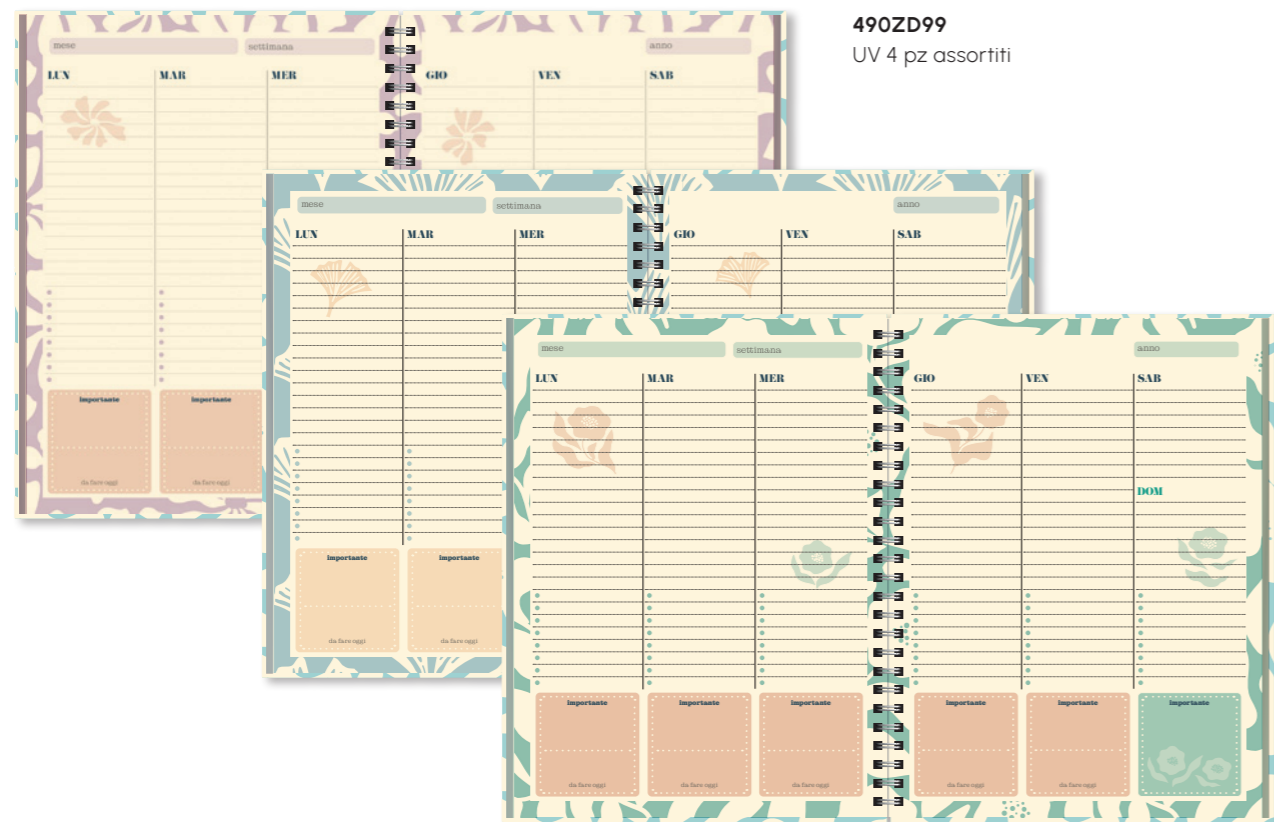 490ZD99
UV 4 pz assortiti
mese settimana anno
LUN MAR MER GIO VEN SAB
importante importante
da fare oggi da fare oggi
mese settimana anno
LUN MAR MER GIO VEN SAB
importante importante
da fare oggi da fare oggi
mese settimana anno
LUN MAR MER GIO VEN SAB
DOM
importante importante importante importante importante importante
da fare oggi da fare oggi da fare oggi da fare oggi da fare oggi